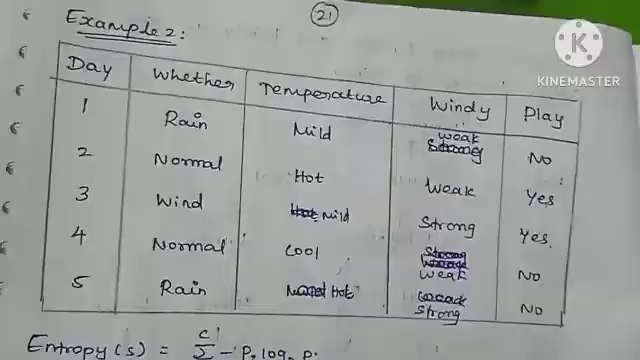 21
Example 2:
KINEMASTER
Day Whether Temperature Windy Play
1 Rain Mild weak No
2 Normal Hot Weak Yes
3 Wind Mild Strong Yes
4 Normal Cool weak No
5 Rain Hot Strong No
Entropy(s) = Σ - P. log. P.